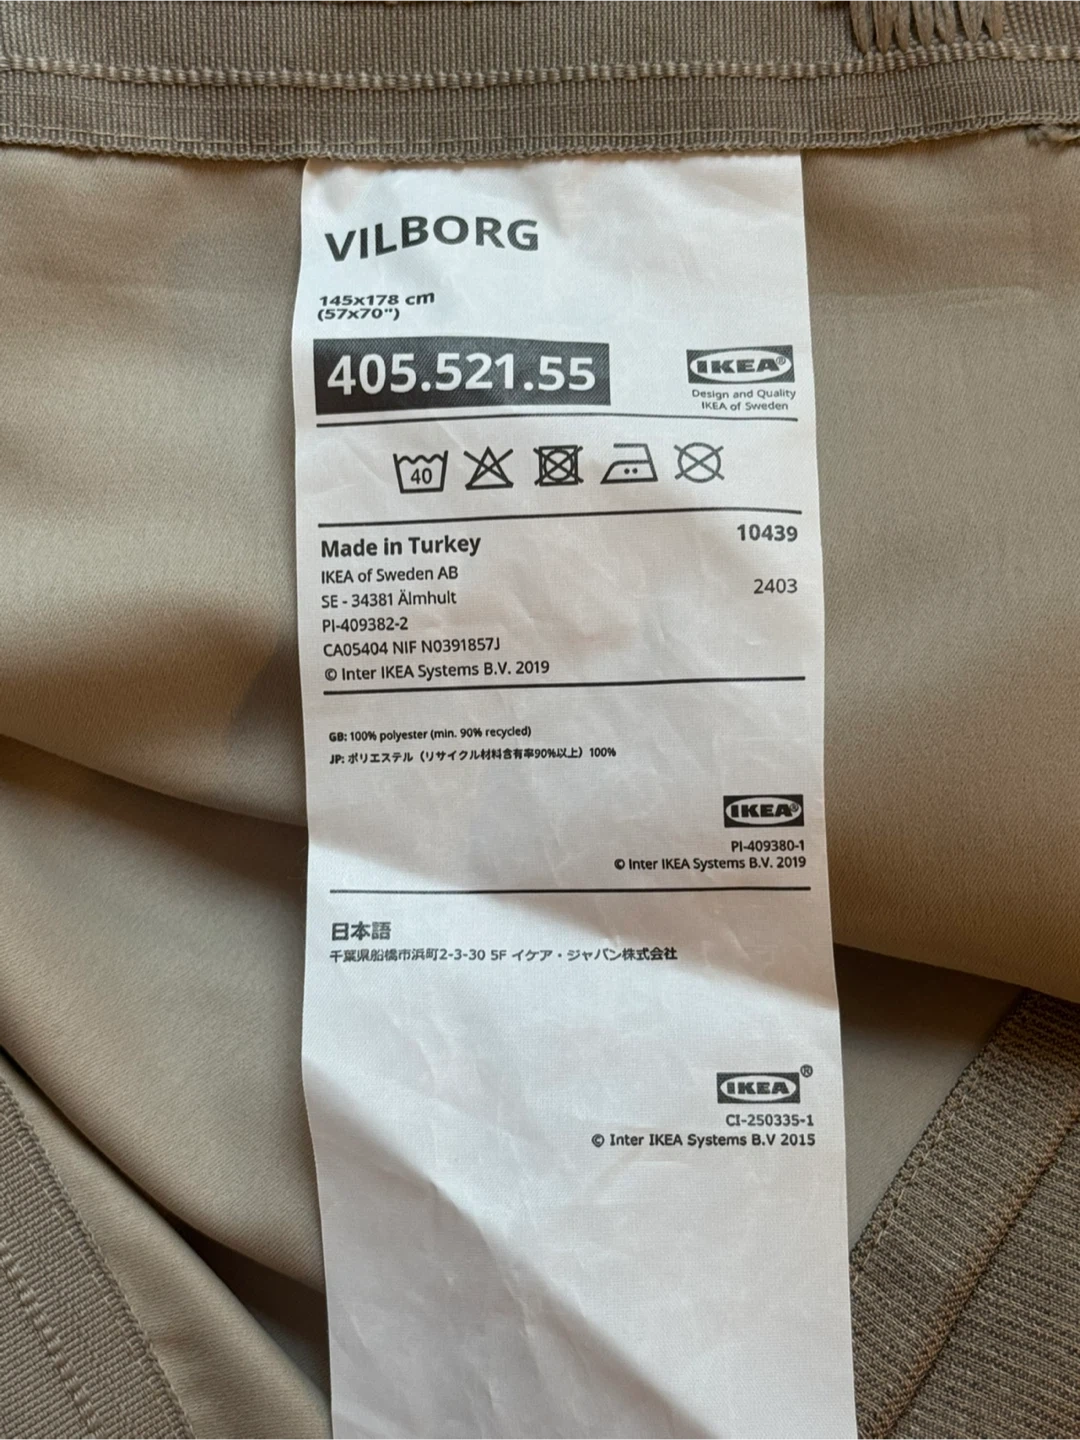 VILBORG
145x178 cm
(57x70")
405.521.55
IKEA®
Design and Quality
IKEA of Sweden
40
Made in Turkey
10439
IKEA of Sweden AB
2403
SE - 34381 Älmhult
PI-409382-2
CA05404 NIF N0391857J
© Inter IKEA Systems B.V. 2019
GB: 100% polyester (min. 90% recycled)
JP: ポリエステル（リサイクル材料含有率90%以上）100%
IKEA®
PI-409380-1
© Inter IKEA Systems B.V. 2019
日本語
千葉県船橋市浜町2-3-30 5F イケア・ジャパン株式会社
IKEA®
CI-250335-1
© Inter IKEA Systems B.V 2015